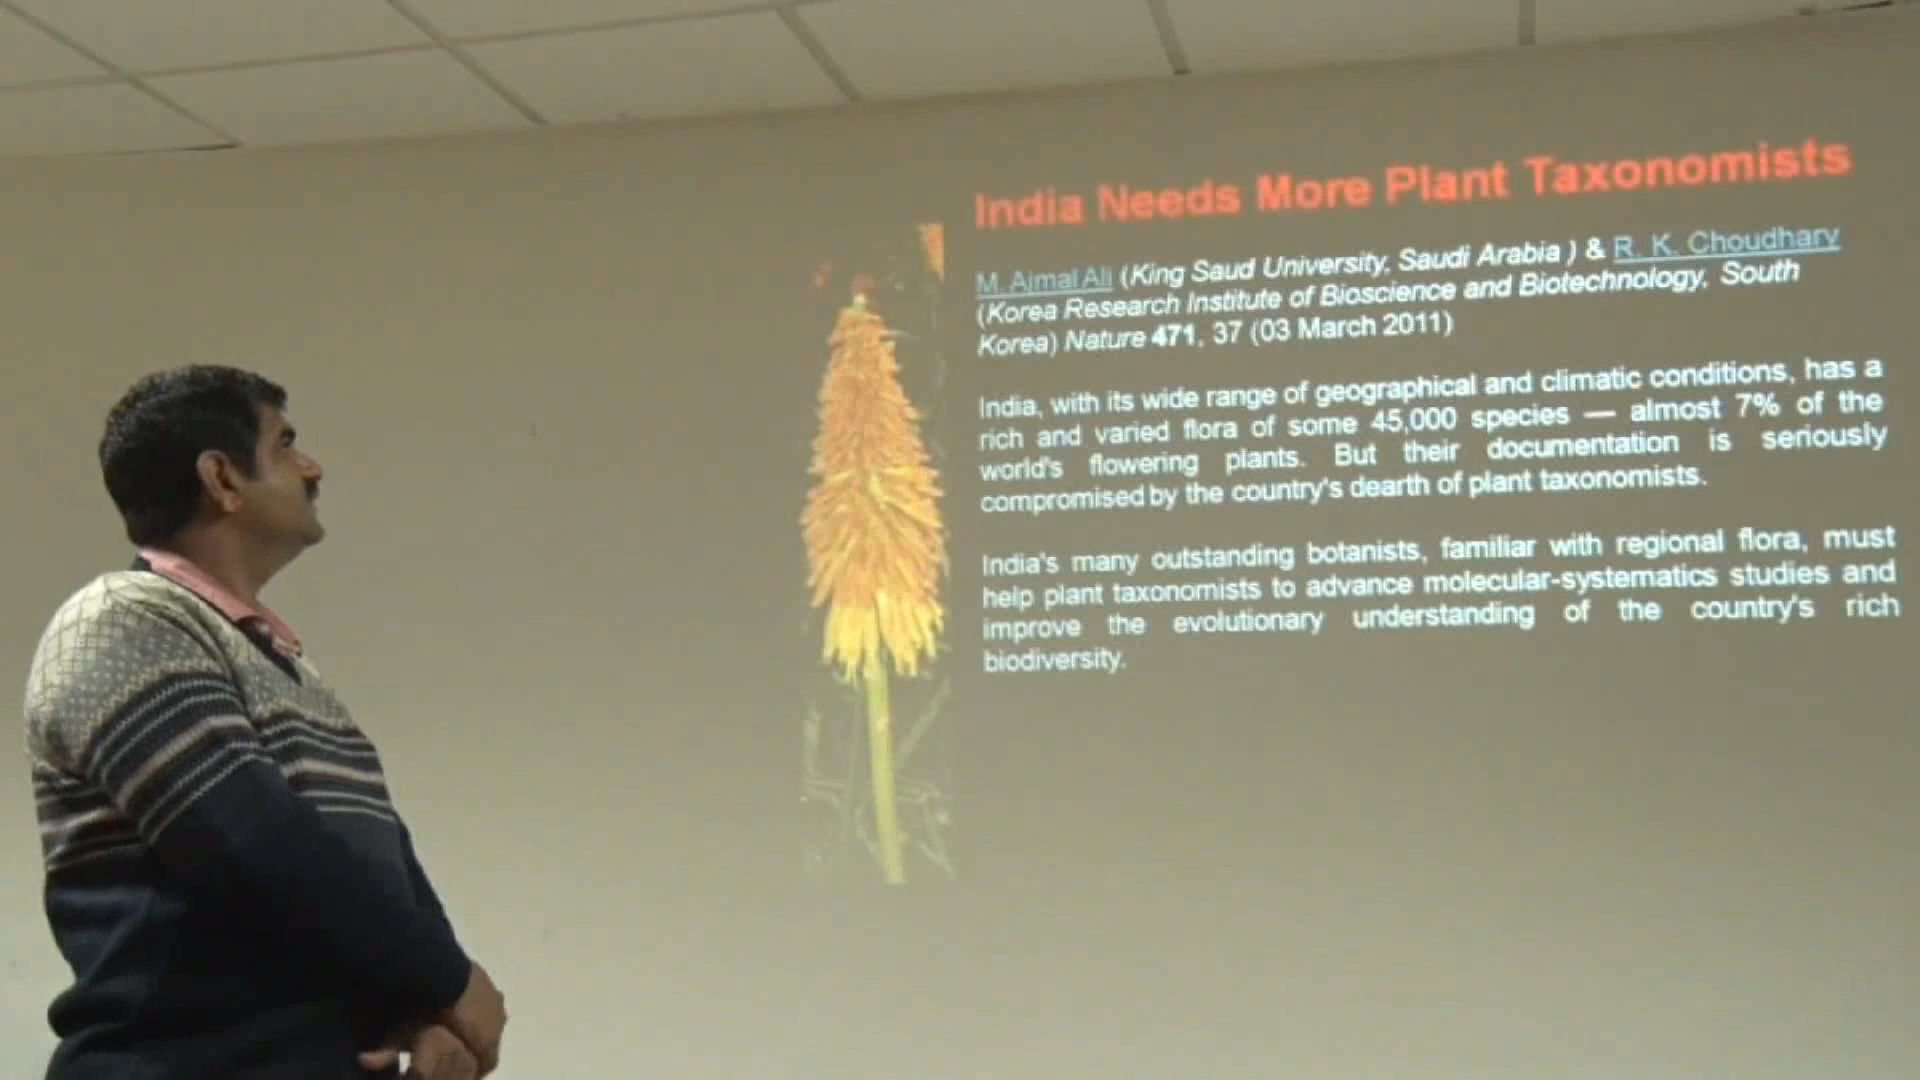 India Needs More Plant Taxonomists
M. Ajmal Ali (King Saud University, Saudi Arabia ) & R. K. Choudhary
(Korea Research Institute of Bioscience and Biotechnology, South
Korea) Nature 471, 37 (03 March 2011)
India, with its wide range of geographical and climatic conditions, has a
rich and varied flora of some 45,000 species — almost 7% of the
world's flowering plants. But their documentation is seriously
compromised by the country's dearth of plant taxonomists.
India's many outstanding botanists, familiar with regional flora, must
help plant taxonomists to advance molecular-systematics studies and
improve the evolutionary understanding of the country's rich
biodiversity.